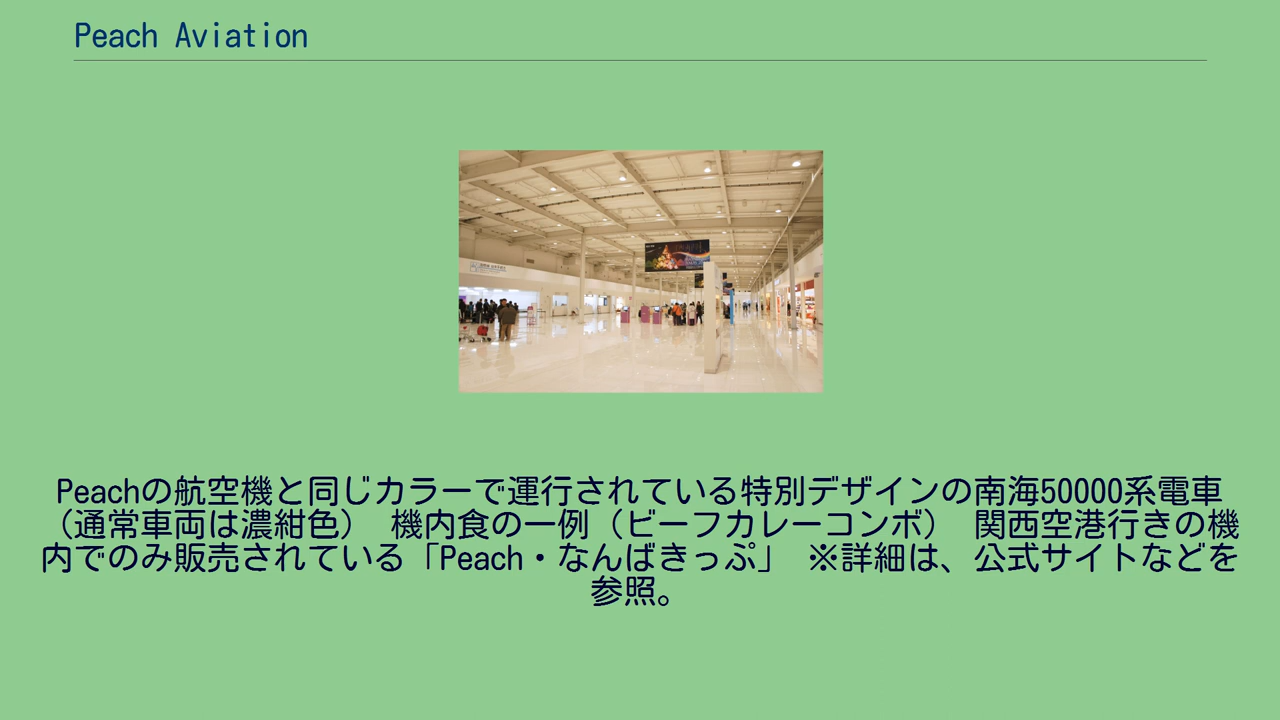 Peach Aviation
Peachの航空機と同じカラーで運行されている特別デザインの南海50000系電車
（通常車両は濃紺色） 機内食の一例（ビーフカレーコンボ） 関西空港行きの機
内でのみ販売されている「Peach・なんばきっぷ」 ※詳細は、公式サイトなどを
参照。